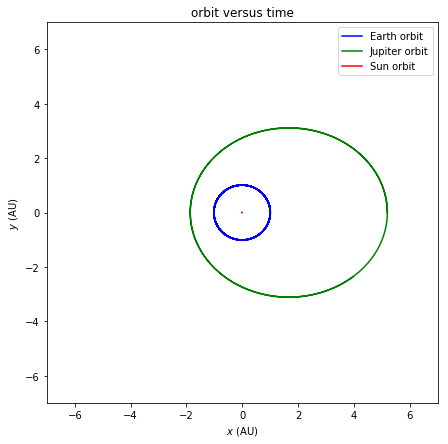 orbit versus time
Earth orbit
Jupiter orbit
Sun orbit
y (AU)
6
4
2
0
−2
−4
−6
−6
−4
−2
0
2
4
6
x (AU)